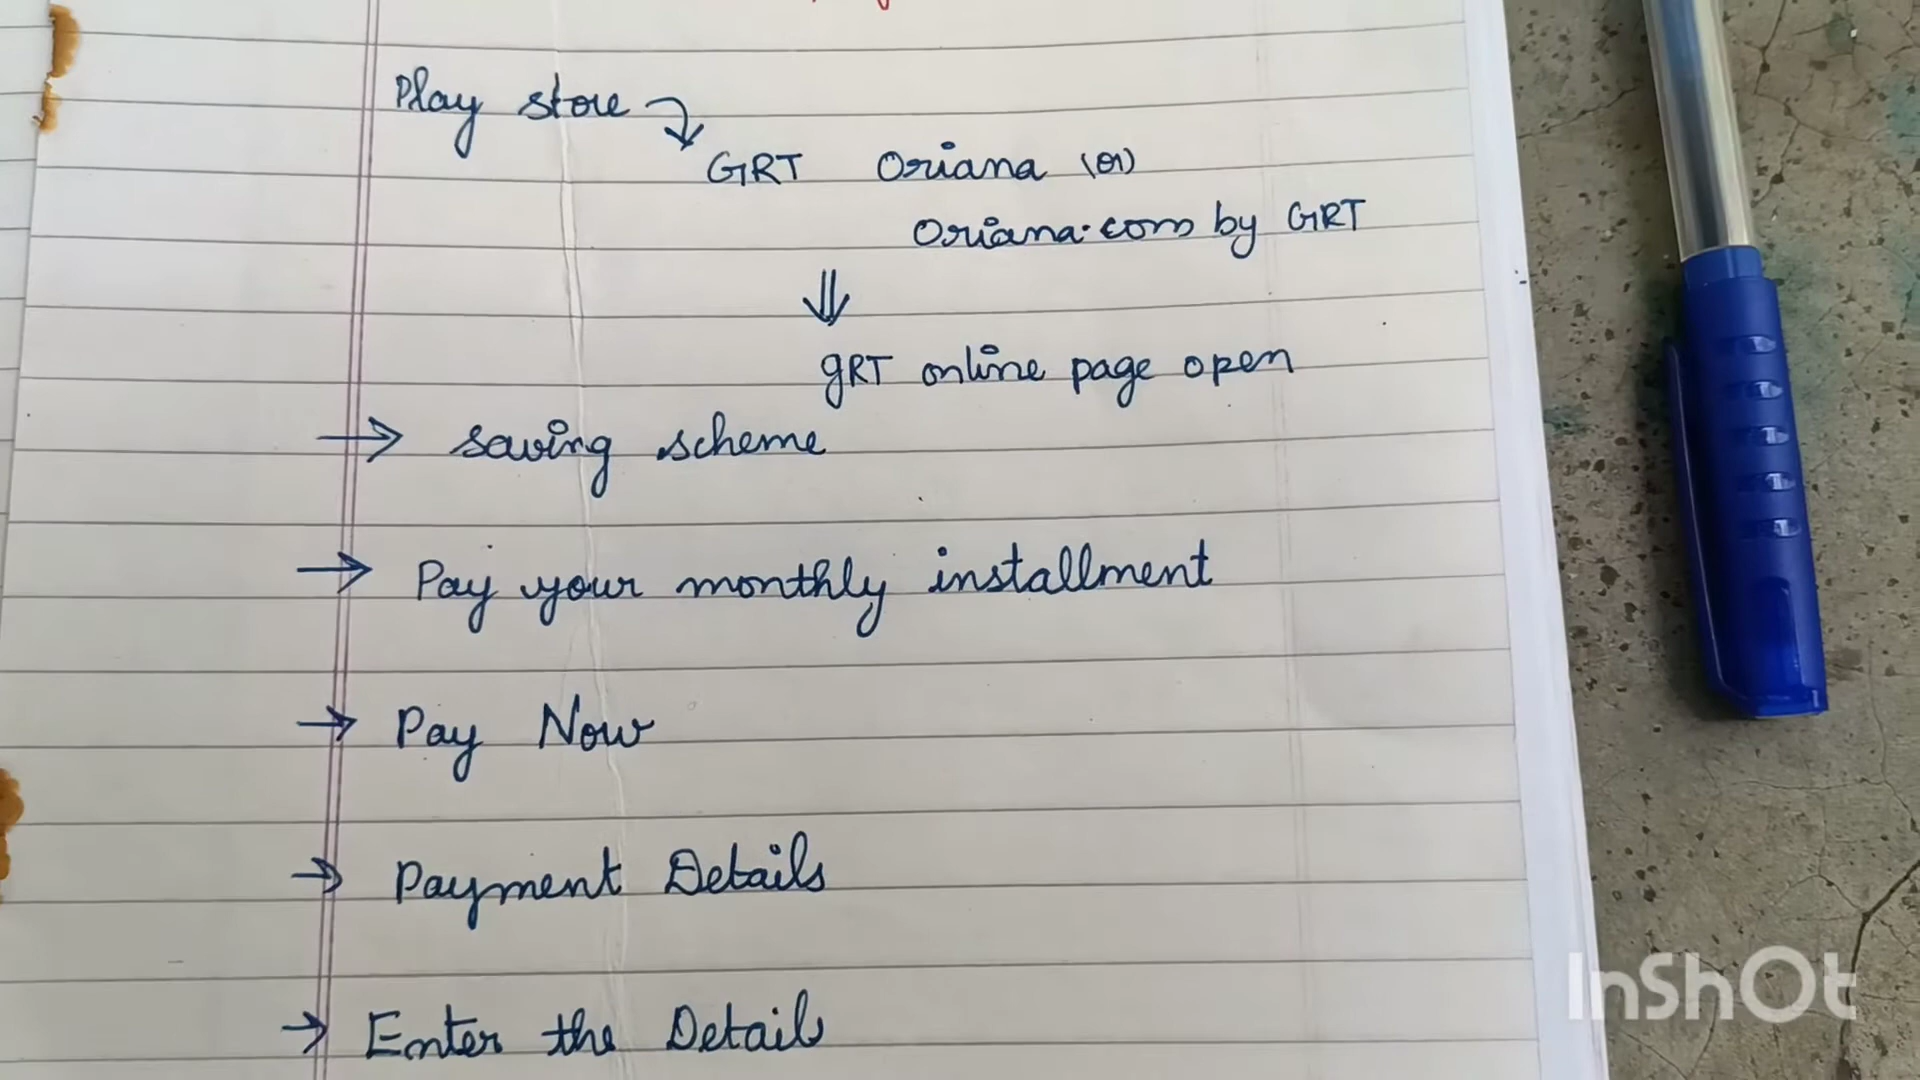 Play store ↴
GRT Oriana (or)
Oriana.com by GRT
⇓
gRT online page open
→ saving scheme
→ Pay your monthly installment
→ Pay Now
→ Payment Details
→ Enter the Details
InShOt